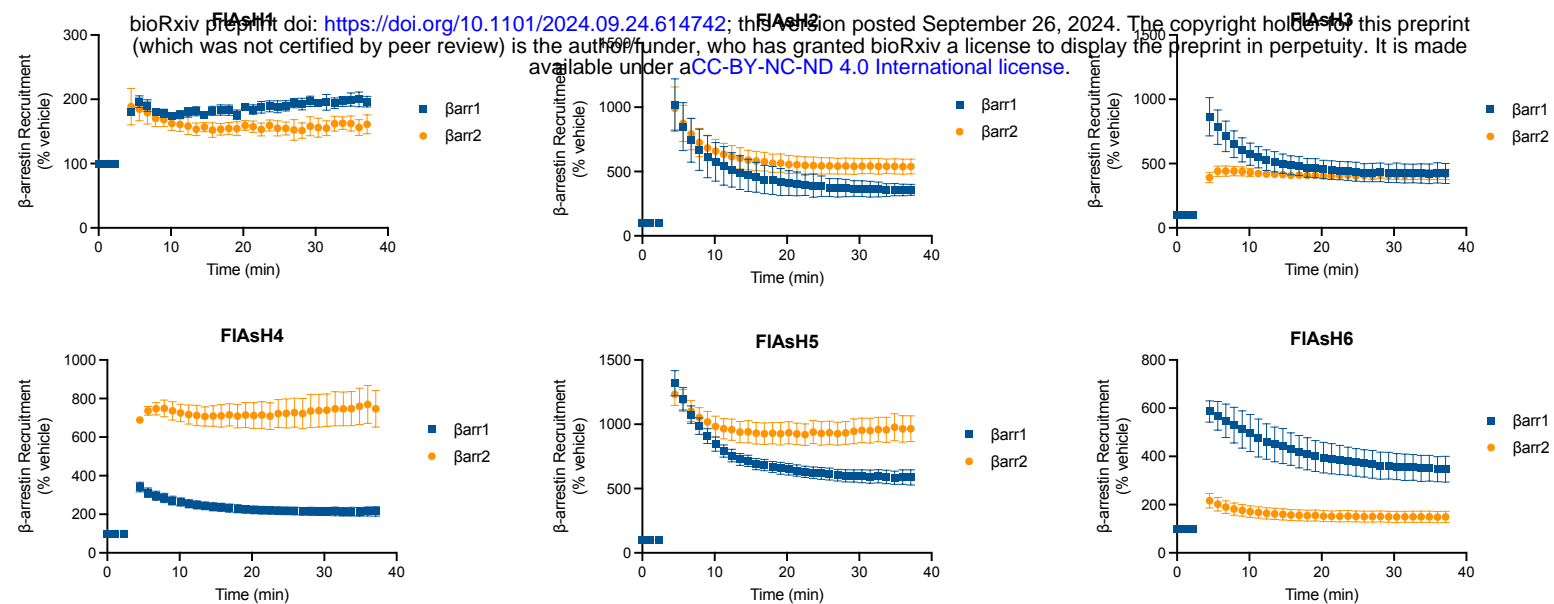 bioRxiv preprint doi: https://doi.org/10.1101/2024.09.24.614742; this version posted September 26, 2024. The copyright holder for this preprint
(which was not certified by peer review) is the author/funder, who has granted bioRxiv a license to display the preprint in perpetuity. It is made
available under aCC-BY-NC-ND 4.0 International license.
FlAsH1
300
200
100
0
0 10 20 30 40
Time (min)
β-arrestin Recruitment
(% vehicle)
βarr1
βarr2
FlAsH2
1500
1000
500
0
0 10 20 30 40
Time (min)
β-arrestin Recruitment
(% vehicle)
βarr1
βarr2
FlAsH3
1500
1000
500
0
0 10 20 30 40
Time (min)
β-arrestin Recruitment
(% vehicle)
βarr1
βarr2
FlAsH4
1000
800
600
400
200
0
0 10 20 30 40
Time (min)
β-arrestin Recruitment
(% vehicle)
βarr1
βarr2
FlAsH5
1500
1000
500
0
0 10 20 30 40
Time (min)
β-arrestin Recruitment
(% vehicle)
βarr1
βarr2
FlAsH6
800
600
400
200
0
0 10 20 30 40
Time (min)
β-arrestin Recruitment
(% vehicle)
βarr1
βarr2